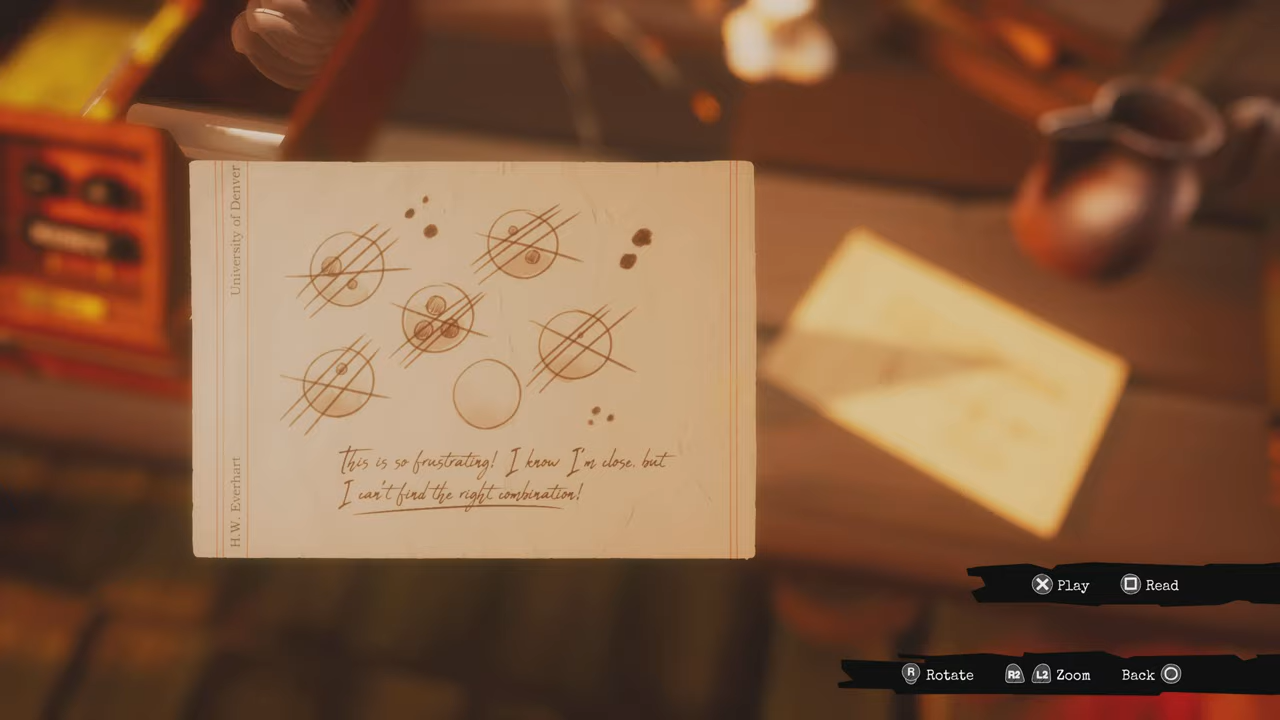 University of Denver
H.W. Everhart
This is so frustrating! I know I'm close, but
I can't find the right combination!
Play
Read
R
Rotate
R2
L2
Zoom
Back